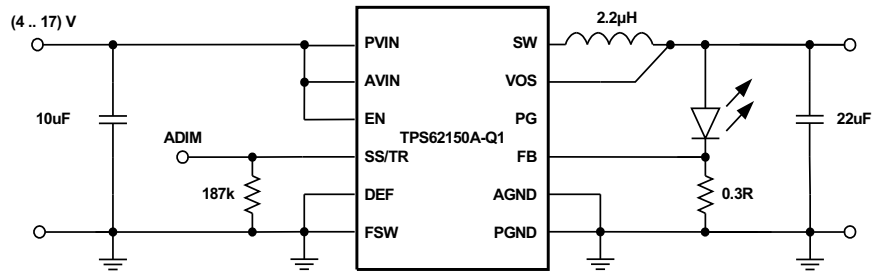 (4 .. 17) V
10uF
ADIM
187k
PVIN
AVIN
EN
SS/TR
DEF
FSW
TPS62150A-Q1
SW
VOS
PG
FB
AGND
PGND
2.2µH
0.3R
22uF